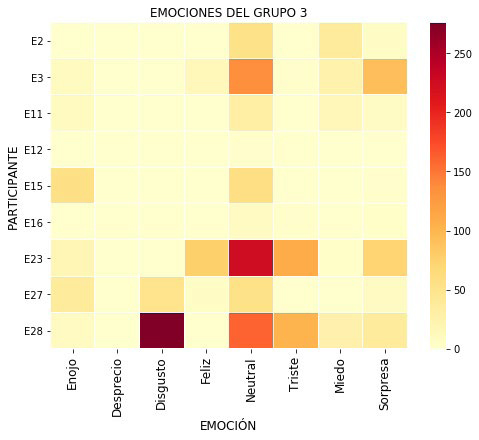 EMOCIONES DEL GRUPO 3
PARTICIPANTE
E2
E3
E11
E12
E15
E16
E23
E27
E28
Enojo
Desprecio
Disgusto
Feliz
Neutral
Triste
Miedo
Sorpresa
EMOCIÓN
250
200
150
100
50
0